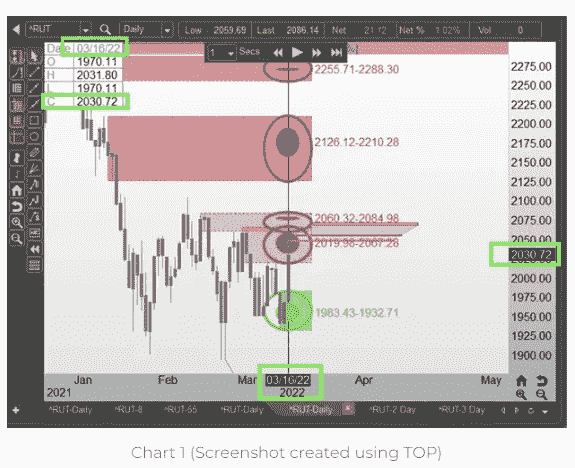 ^RUT Daily Low 2059.69 Last 2086.14 Net 21.12 Net % 1.02% Vol 0
Date 03/16/22
O 1970.11
H 2031.80
L 1970.11
C 2030.72
1 Secs
2255.71-2288.30
2126.12-2210.28
2060.32-2084.98
1983.43-1932.71
2275.00
2250.00
2225.00
2200.00
2175.00
2150.00
2125.00
2100.00
2075.00
2050.00
2030.72
2000.00
1975.00
1950.00
1925.00
1900.00
Jan Feb Mar 03/16/22 Apr May
2021 2022
^RUT-Daily ^RUT-8 ^RUT-55 ^RUT-Daily ^RUT-Daily ^RUT-2 Day ^RUT-3 Day
Chart 1 (Screenshot created using TOP)